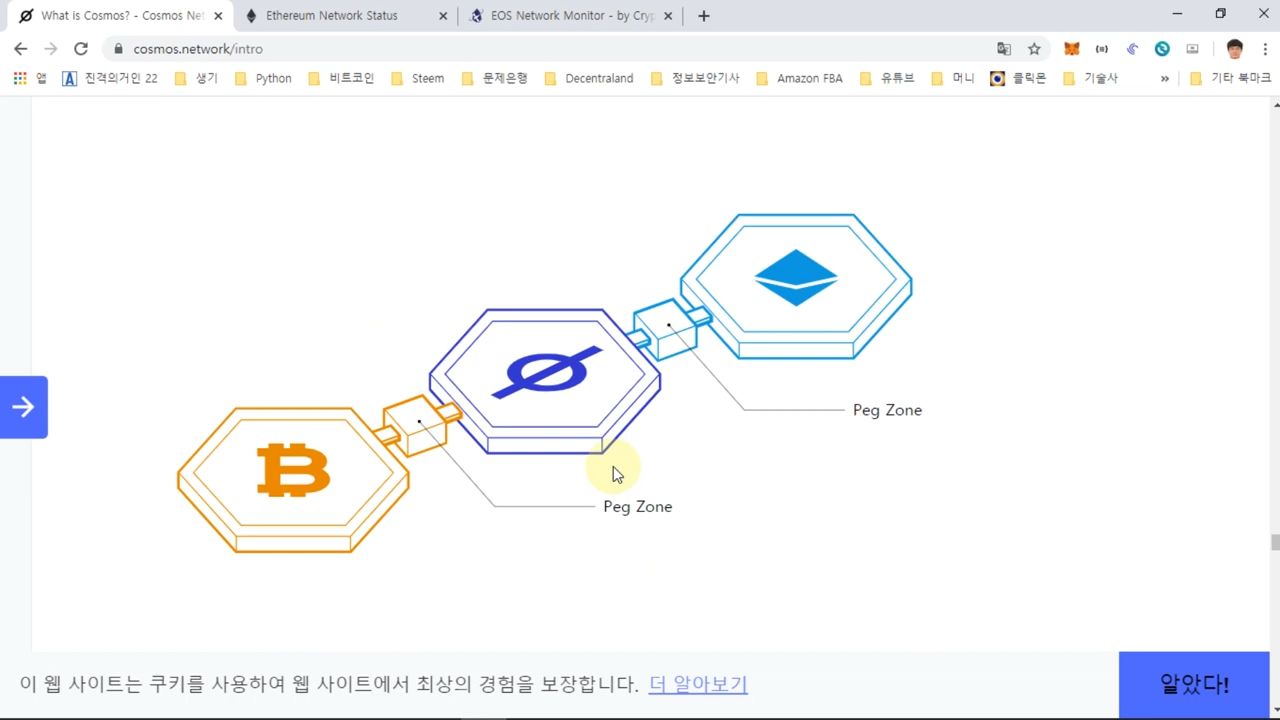 What is Cosmos? - Cosmos Net
Ethereum Network Status
EOS Network Monitor - by Cryp
cosmos.network/intro
앱
진격의거인 22
생기
Python
비트코인
Steem
문제은행
Decentraland
정보보안기사
Amazon FBA
유튜브
머니
클릭몬
기술사
»
기타 북마크
Peg Zone
Peg Zone
이 웹 사이트는 쿠키를 사용하여 웹 사이트에서 최상의 경험을 보장합니다. 더 알아보기
알았다!